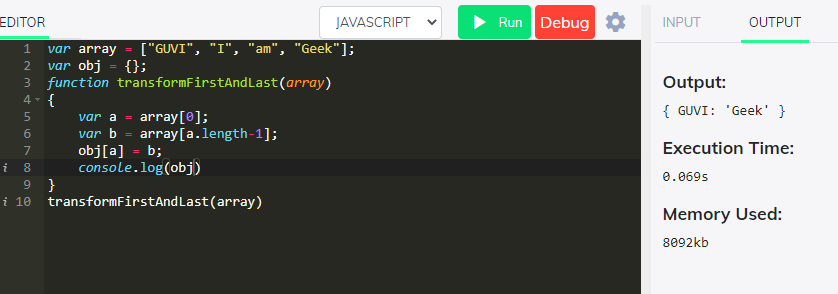 EDITOR
JAVASCRIPT
Run
Debug
INPUT
OUTPUT
1 var array = ["GUVI", "I", "am", "Geek"];
2 var obj = {};
3 function transformFirstAndLast(array)
4 {
5 var a = array[0];
6 var b = array[a.length-1];
7 obj[a] = b;
i 8 console.log(obj)
9 }
i 10 transformFirstAndLast(array)
Output:
{ GUVI: 'Geek' }
Execution Time:
0.069s
Memory Used:
8092kb